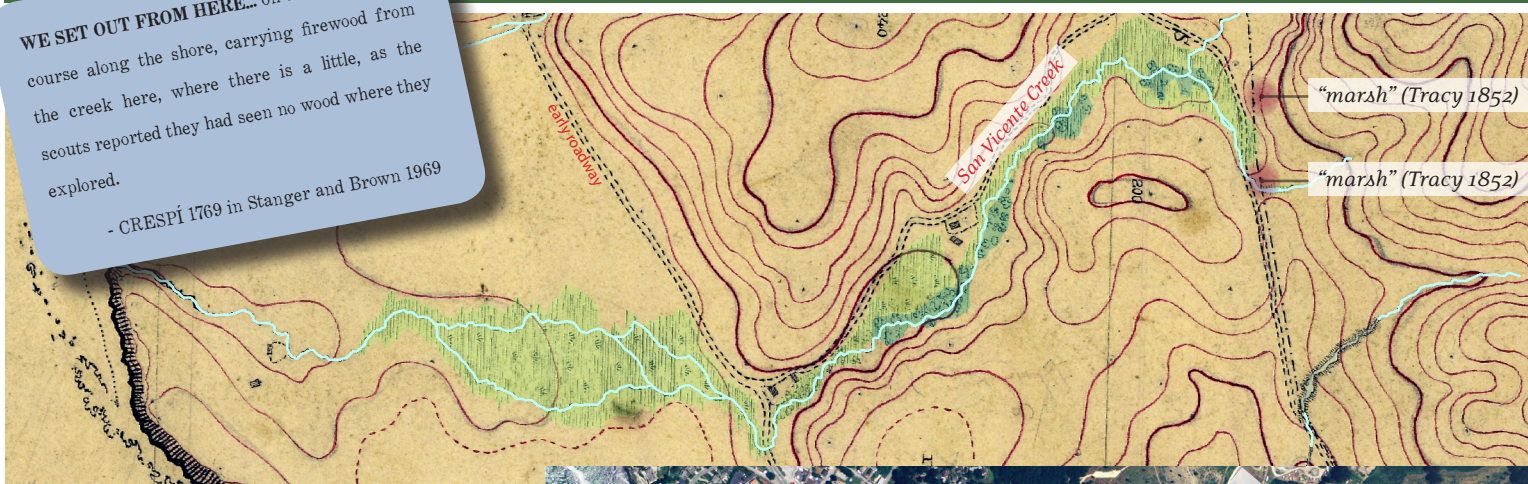 WE SET OUT FROM HERE...
course along the shore, carrying firewood from
the creek here, where there is a little, as the
scouts reported they had seen no wood where they
explored.
- CRESPÍ 1769 in Stanger and Brown 1969
early roadway
San Vicente Creek
"marsh" (Tracy 1852)
"marsh" (Tracy 1852)
240
200